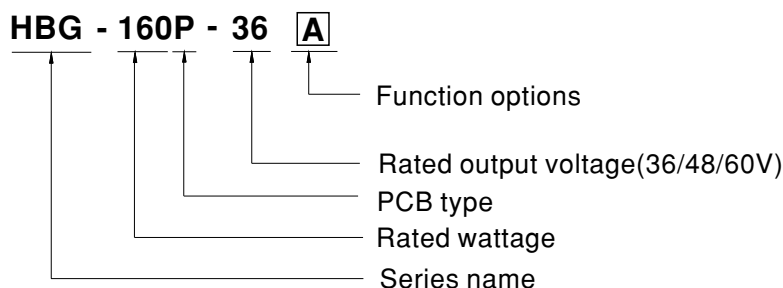 HBG - 160P - 36 A
Function options
Rated output voltage(36/48/60V)
PCB type
Rated wattage
Series name